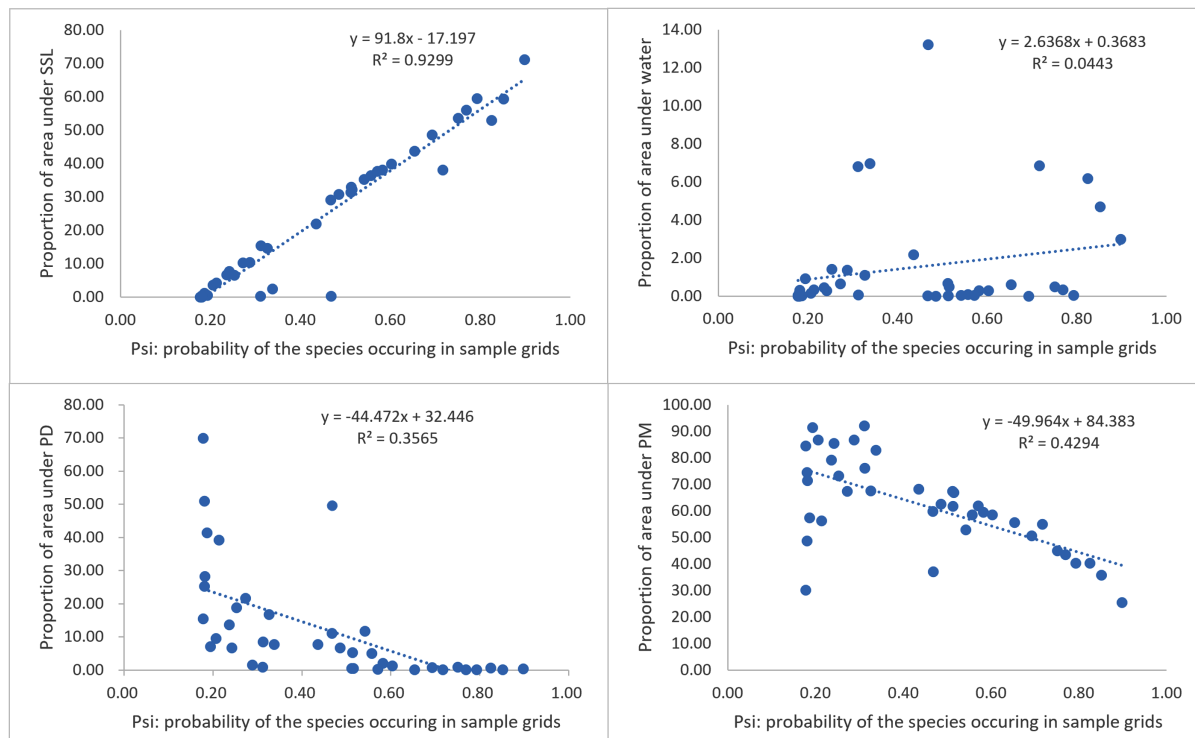 y = 91.8x - 17.197
R² = 0.9299
Proportion of area under SSL
80.00
70.00
60.00
50.00
40.00
30.00
20.00
10.00
0.00
0.00 0.20 0.40 0.60 0.80 1.00
Psi: probability of the species occuring in sample grids
y = 2.6368x + 0.3683
R² = 0.0443
Proportion of area under water
14.00
12.00
10.00
8.00
6.00
4.00
2.00
0.00
0.00 0.20 0.40 0.60 0.80 1.00
Psi: probability of the species occuring in sample grids
y = -44.472x + 32.446
R² = 0.3565
Proportion of area under PD
80.00
70.00
60.00
50.00
40.00
30.00
20.00
10.00
0.00
0.00 0.20 0.40 0.60 0.80 1.00
Psi: probability of the species occuring in sample grids
y = -49.964x + 84.383
R² = 0.4294
Proportion of area under PM
100.00
90.00
80.00
70.00
60.00
50.00
40.00
30.00
20.00
10.00
0.00
0.00 0.20 0.40 0.60 0.80 1.00
Psi: probability of the species occuring in sample grids